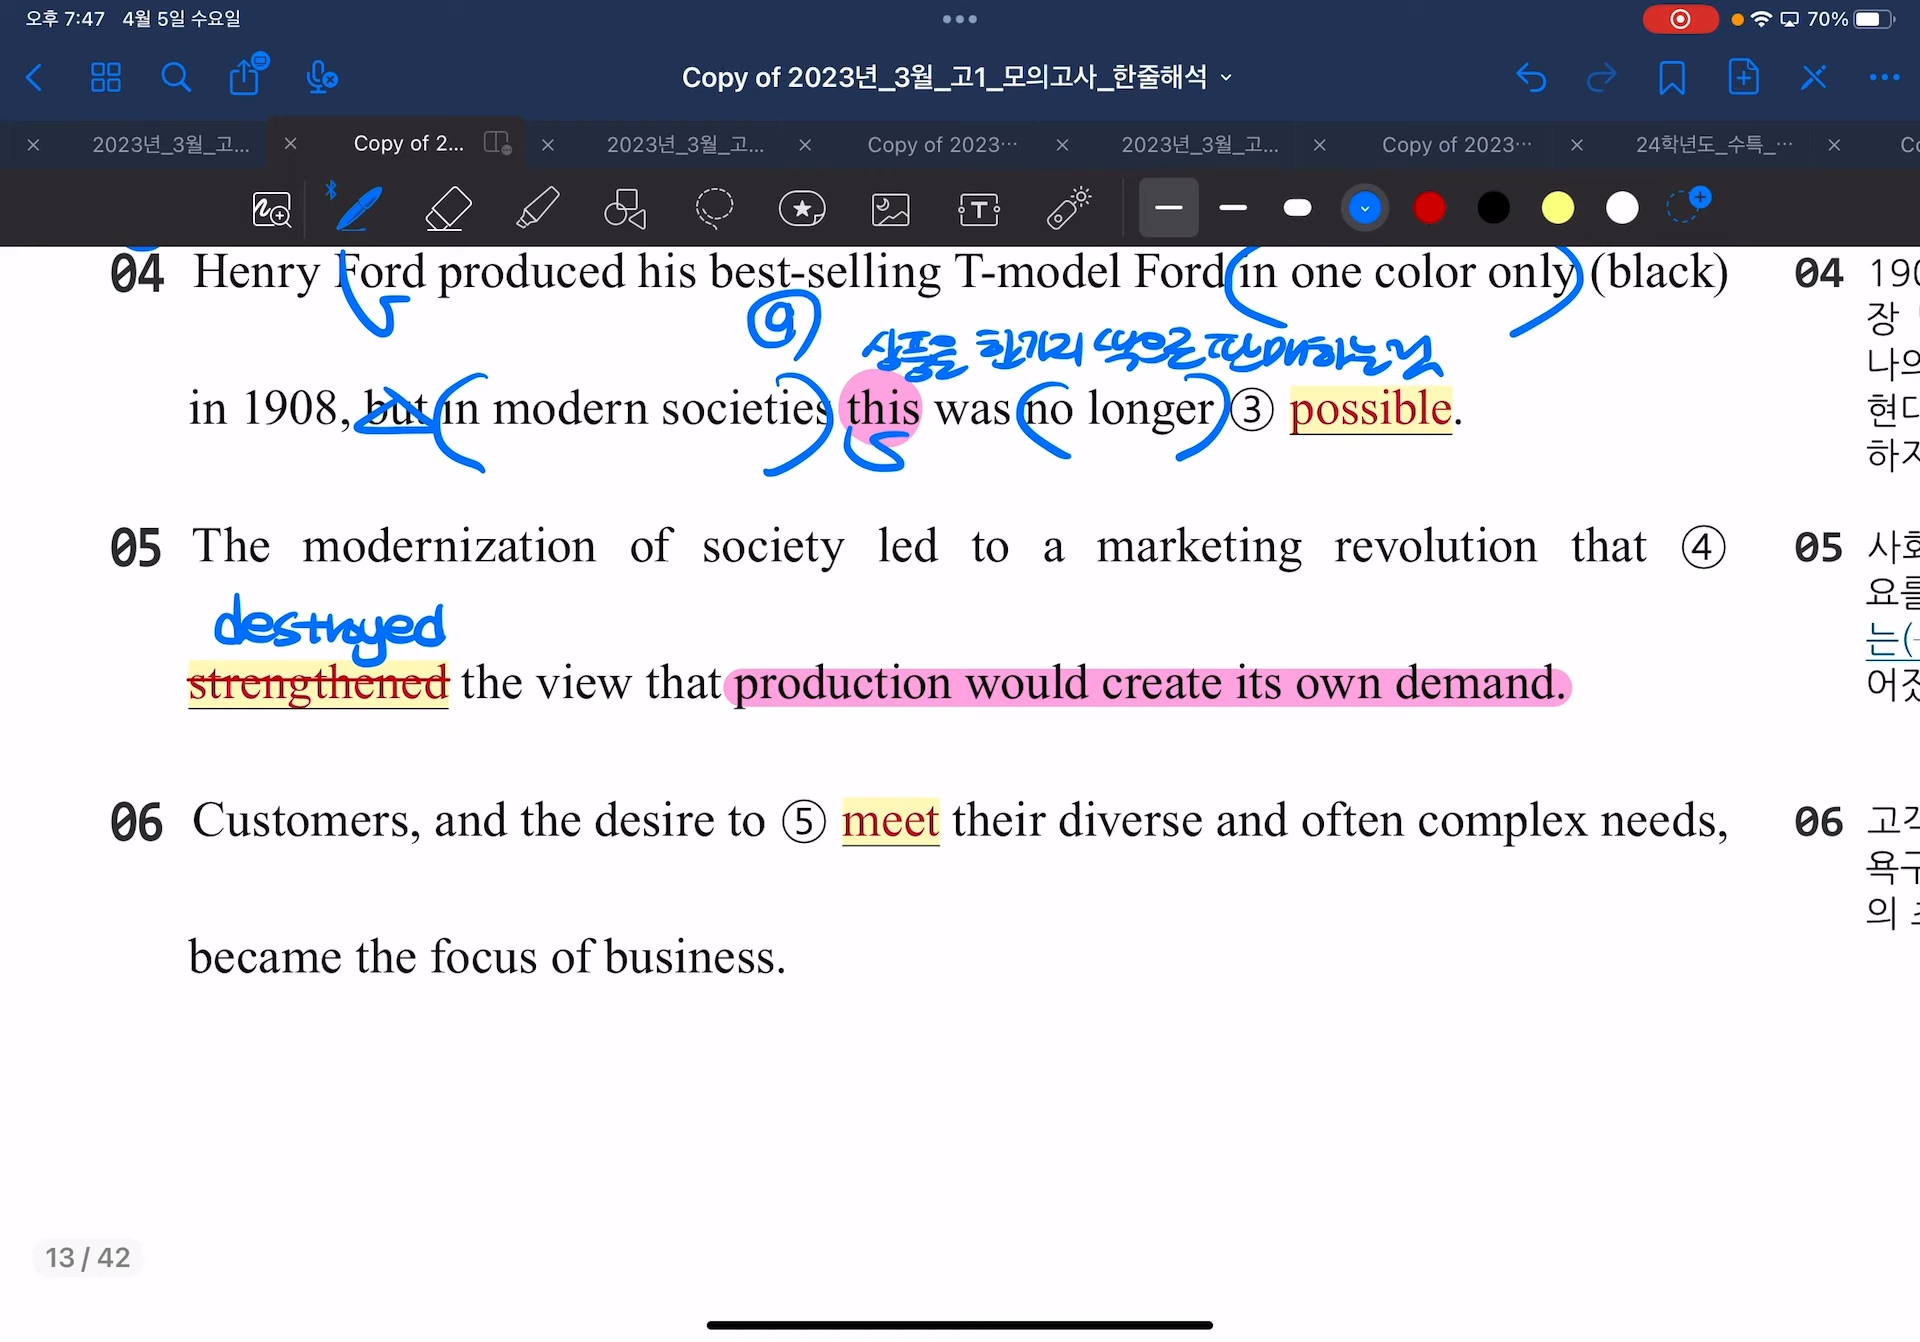 오후 7:47 4월 5일 수요일
70%
Copy of 2023년_3월_고1_모의고사_한줄해석
2023년_3월_고...
Copy of 2...
2023년_3월_고...
Copy of 2023...
2023년_3월_고...
Copy of 2023...
24학년도_수특_...
04 Henry Ford produced his best-selling T-model Ford in one color only (black)
상품을 한가지 색으로 판매하는 것
in 1908, but in modern societies this was no longer ③ possible.
05 The modernization of society led to a marketing revolution that ④
destroyed
strengthened the view that production would create its own demand.
06 Customers, and the desire to ⑤ meet their diverse and often complex needs,
became the focus of business.
04 190
장
나의
현대
하지
05 사회
요를
는(
어졌
06 고객
욕구
의
13 / 42